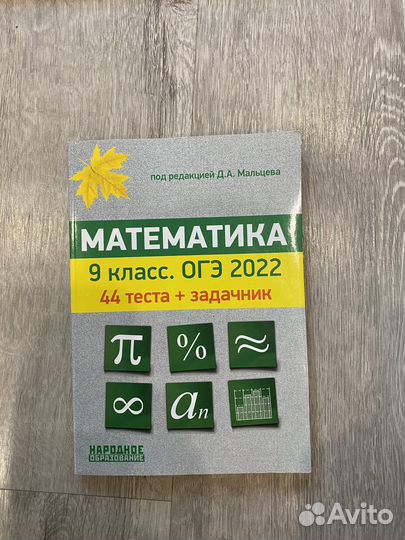 под редакцией Д.А. Мальцева
МАТЕМАТИКА
9 класс. ОГЭ 2022
44 теста + задачник
π % ≈
∞ aₙ
НАРОДНОЕ
ОБРАЗОВАНИЕ
Avito